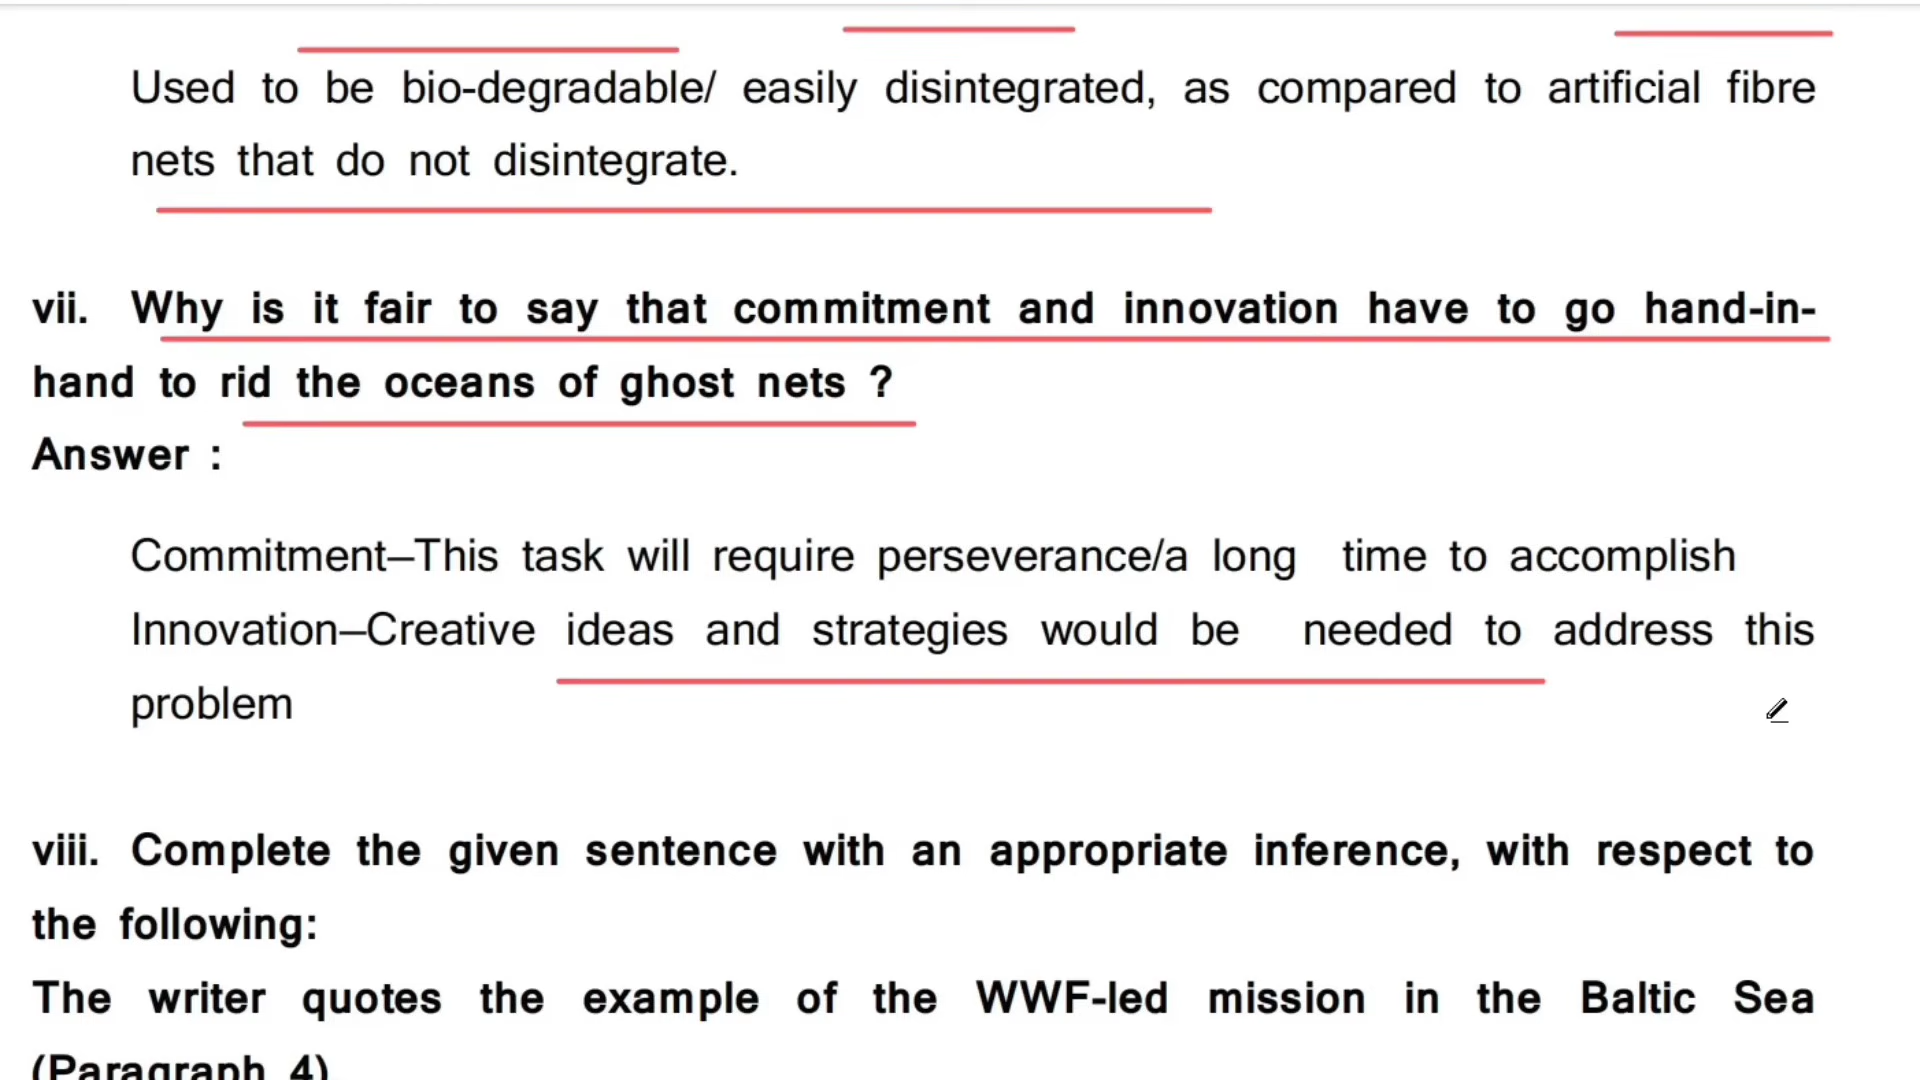 Used to be bio-degradable/ easily disintegrated, as compared to artificial fibre
nets that do not disintegrate.
vii. Why is it fair to say that commitment and innovation have to go hand-in-
hand to rid the oceans of ghost nets ?
Answer :
Commitment–This task will require perseverance/a long time to accomplish
Innovation–Creative ideas and strategies would be needed to address this
problem
viii. Complete the given sentence with an appropriate inference, with respect to
the following:
The writer quotes the example of the WWF-led mission in the Baltic Sea
(Paragraph 4)